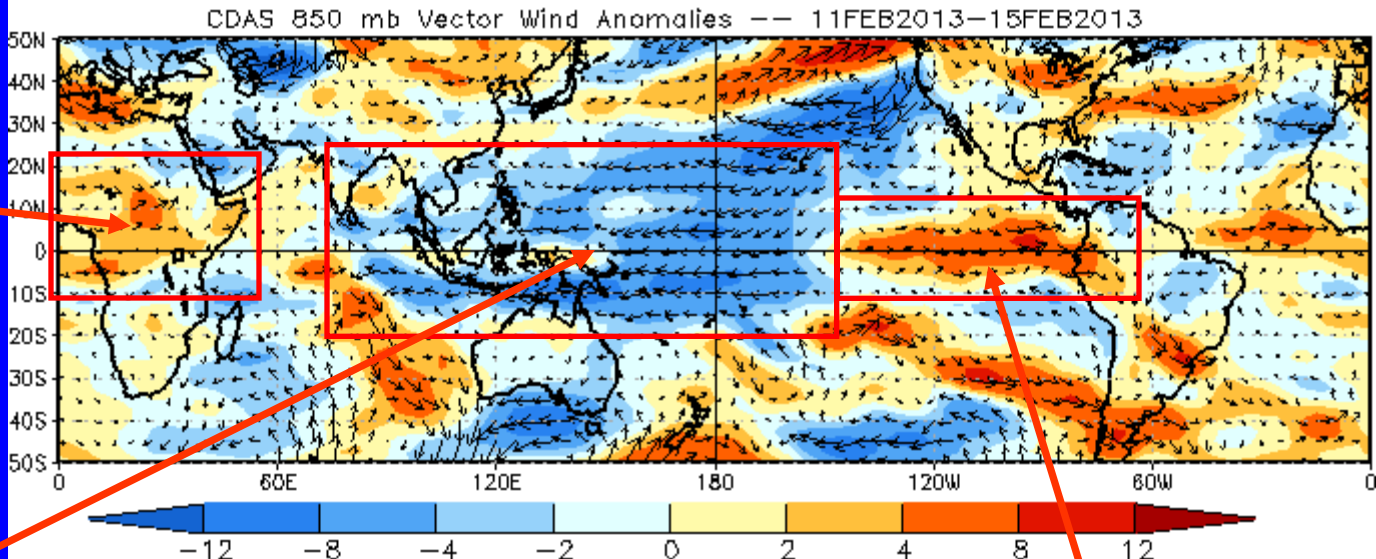 CDAS 850 mb Vector Wind Anomalies -- 11FEB2013-15FEB2013
50N
40N
30N
20N
10N
0
10S
20S
30S
40S
50S
0 60E 120E 180 120W 60W 0
-12 -8 -4 -2 0 2 4 8 12